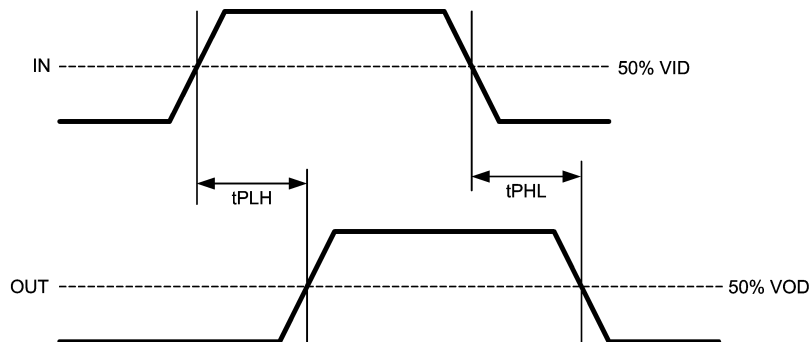 IN
50% VID
tPLH
tPHL
OUT
50% VOD